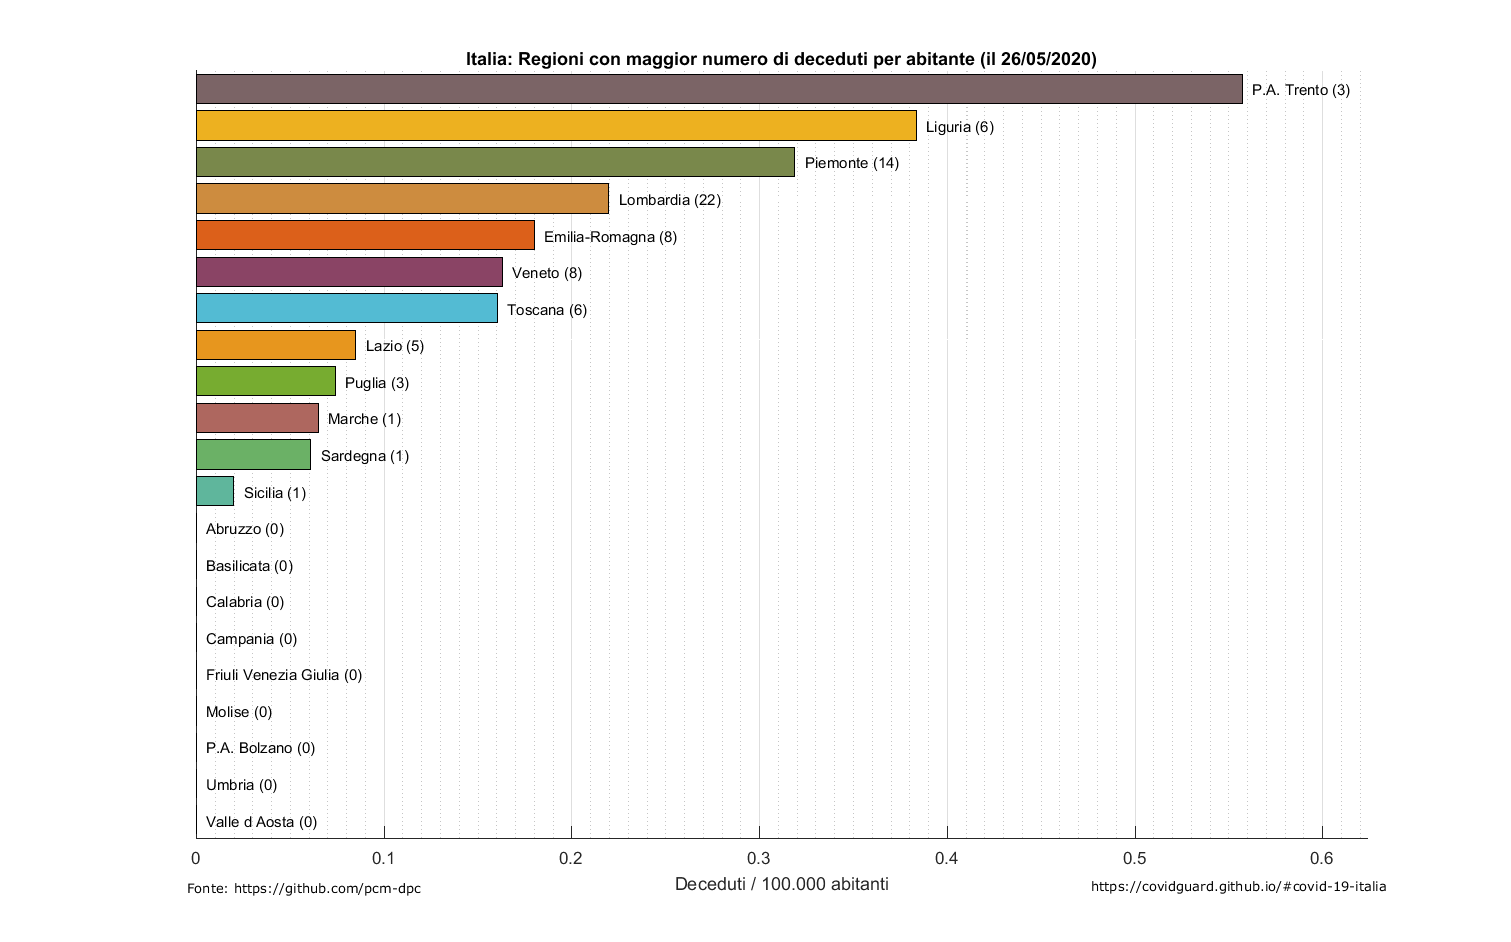 Italia: Regioni con maggior numero di deceduti per abitante (il 26/05/2020)
P.A. Trento (3)
Liguria (6)
Piemonte (14)
Lombardia (22)
Emilia-Romagna (8)
Veneto (8)
Toscana (6)
Lazio (5)
Puglia (3)
Marche (1)
Sardegna (1)
Sicilia (1)
Abruzzo (0)
Basilicata (0)
Calabria (0)
Campania (0)
Friuli Venezia Giulia (0)
Molise (0)
P.A. Bolzano (0)
Umbria (0)
Valle d Aosta (0)
0 0.1 0.2 0.3 0.4 0.5 0.6
Deceduti / 100.000 abitanti
Fonte: https://github.com/pcm-dpc
https://covidguard.github.io/#covid-19-italia